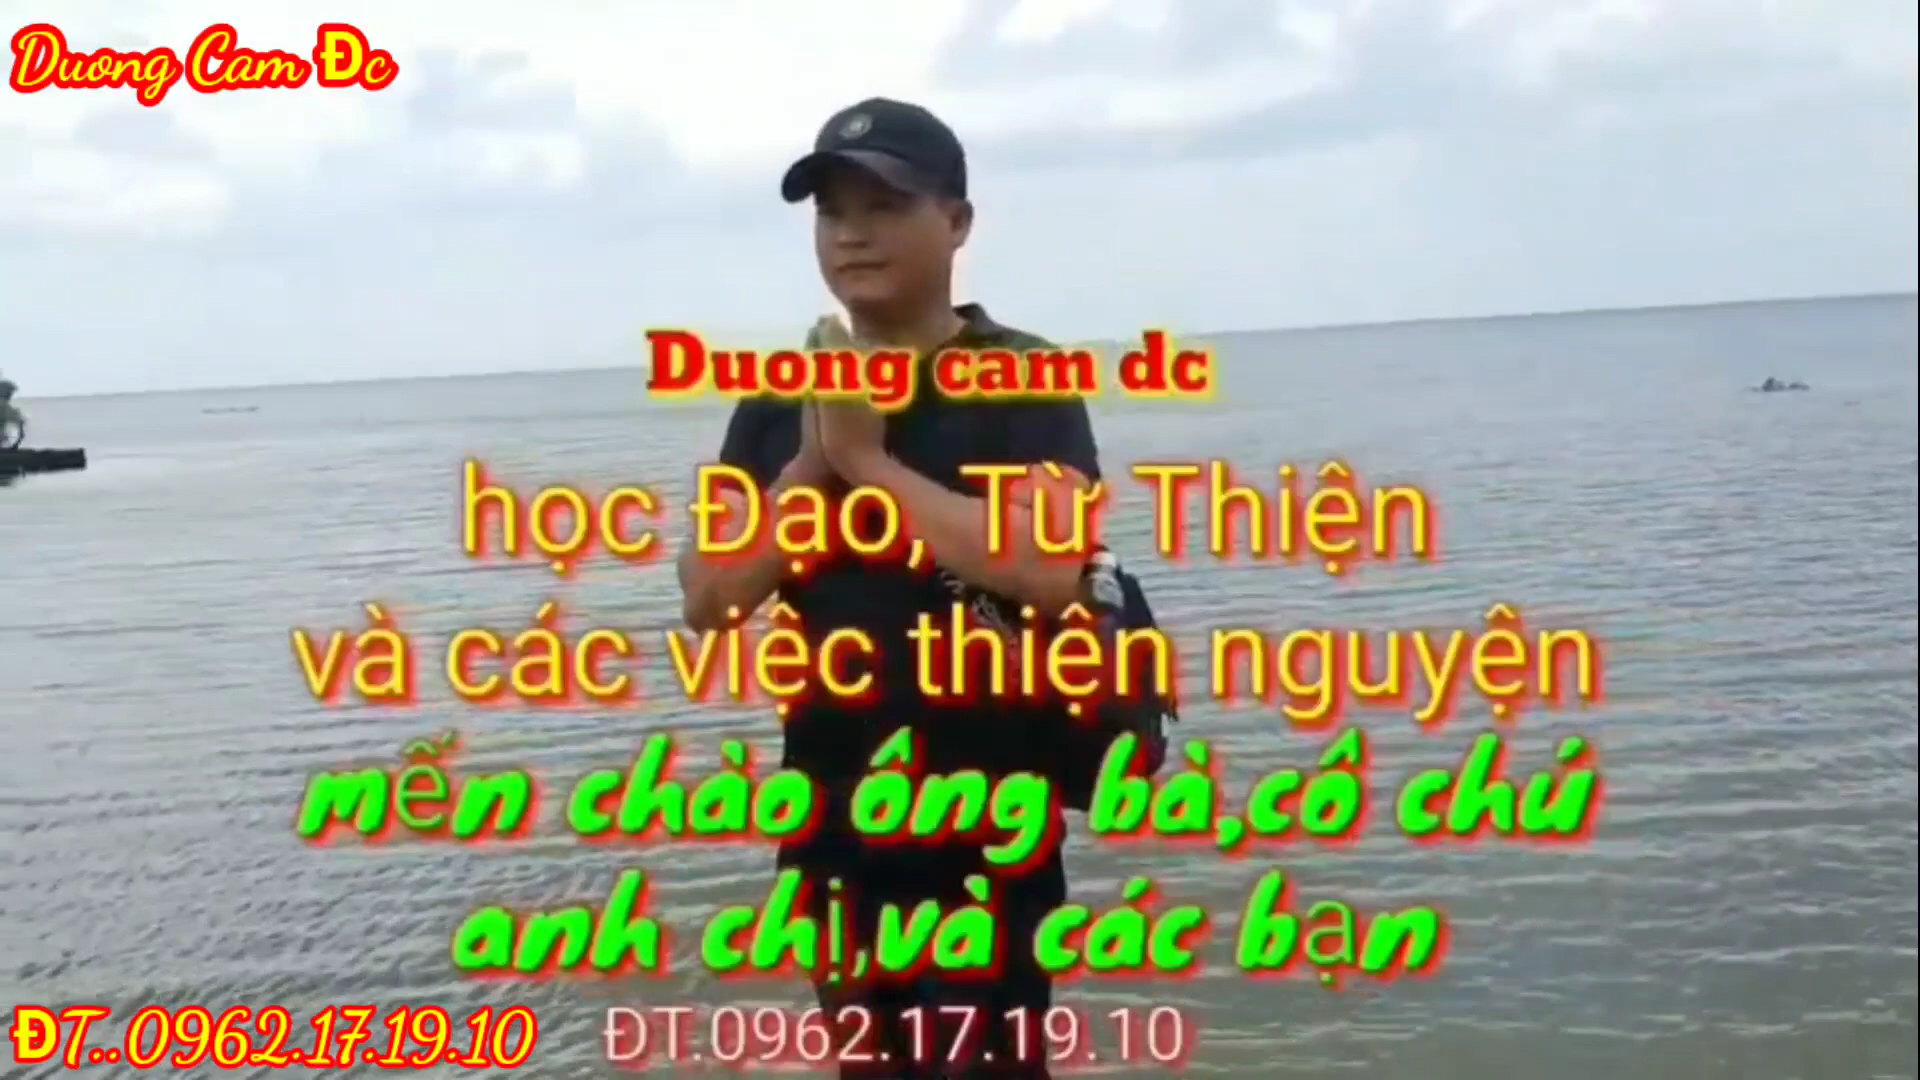 Duong Cam Đc
Duong cam dc
học Đạo, Từ Thiện
và các việc thiện nguyện
mến chào ông bà,cô chú
anh chị,và các bạn
ĐT..0962.17.19.10
ĐT.0962.17.19.10